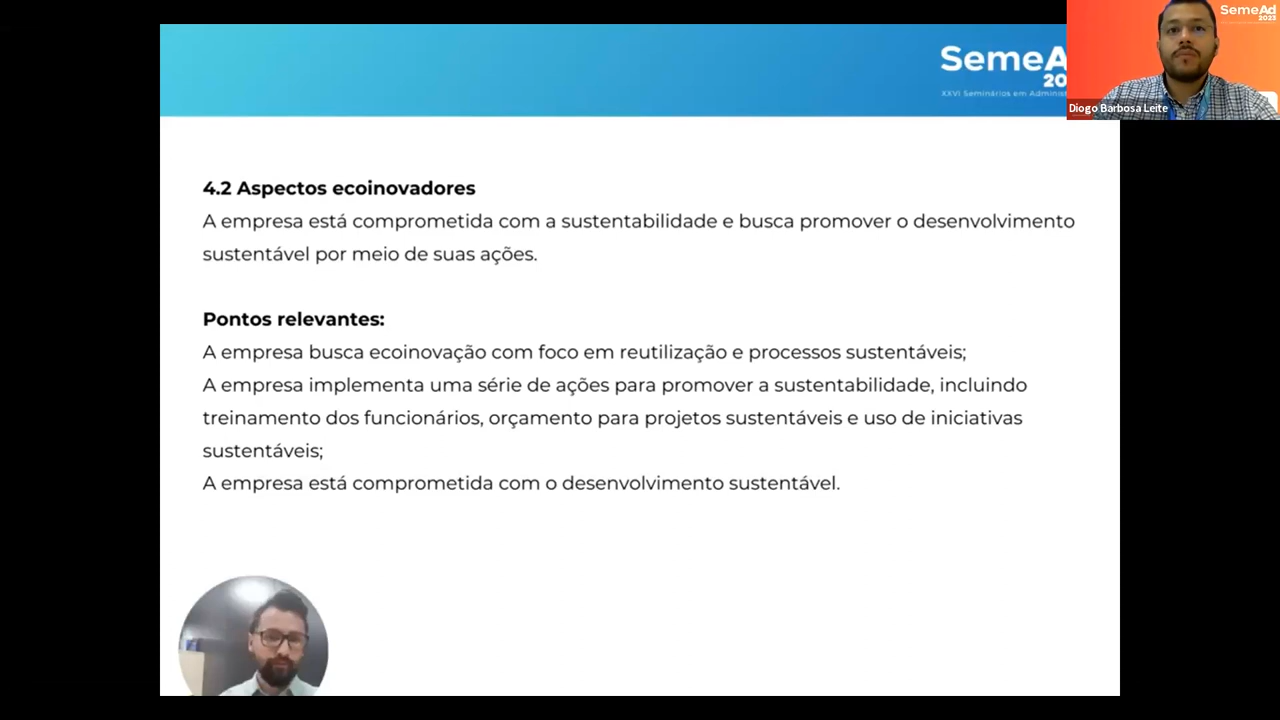 SemeA
20
XXVI Seminários em Adminis
SemeAd
2023
Diogo Barbosa Leite
4.2 Aspectos ecoinovadores
A empresa está comprometida com a sustentabilidade e busca promover o desenvolvimento
sustentável por meio de suas ações.
Pontos relevantes:
A empresa busca ecoinovação com foco em reutilização e processos sustentáveis;
A empresa implementa uma série de ações para promover a sustentabilidade, incluindo
treinamento dos funcionários, orçamento para projetos sustentáveis e uso de iniciativas
sustentáveis;
A empresa está comprometida com o desenvolvimento sustentável.